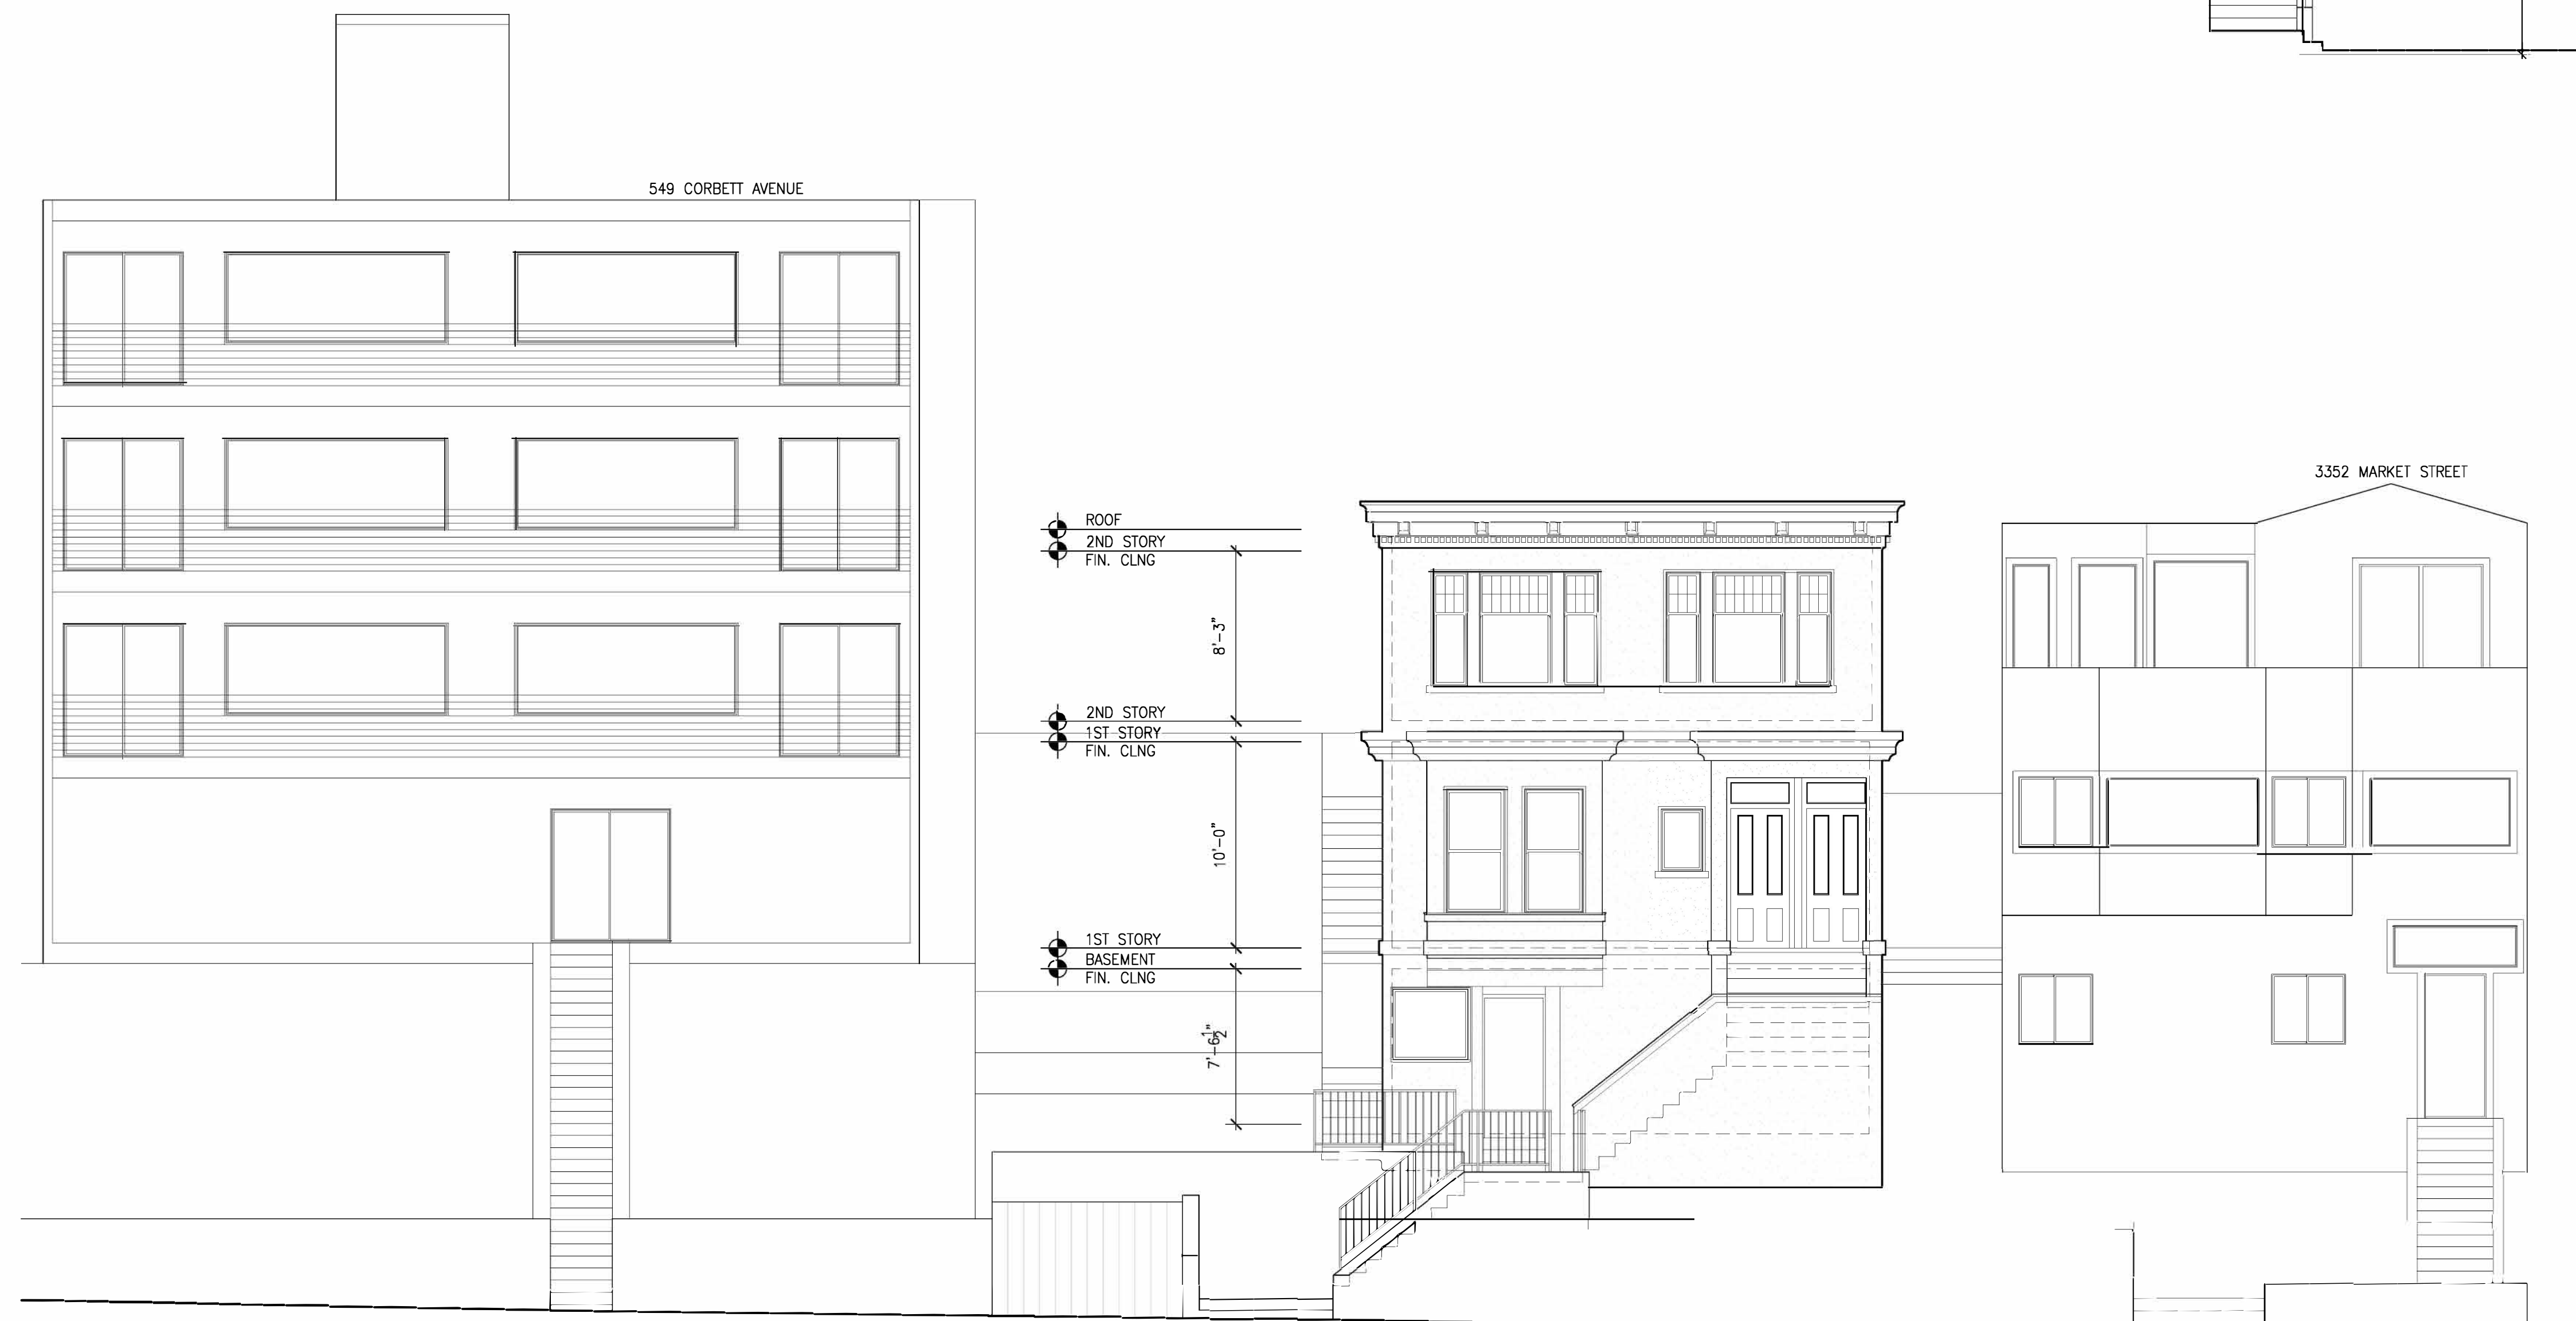 549 CORBETT AVENUE
3352 MARKET STREET
ROOF
2ND STORY
FIN. CLNG
8'-3"
2ND STORY
1ST STORY
FIN. CLNG
10'-0"
1ST STORY
BASEMENT
FIN. CLNG
7'-6½"